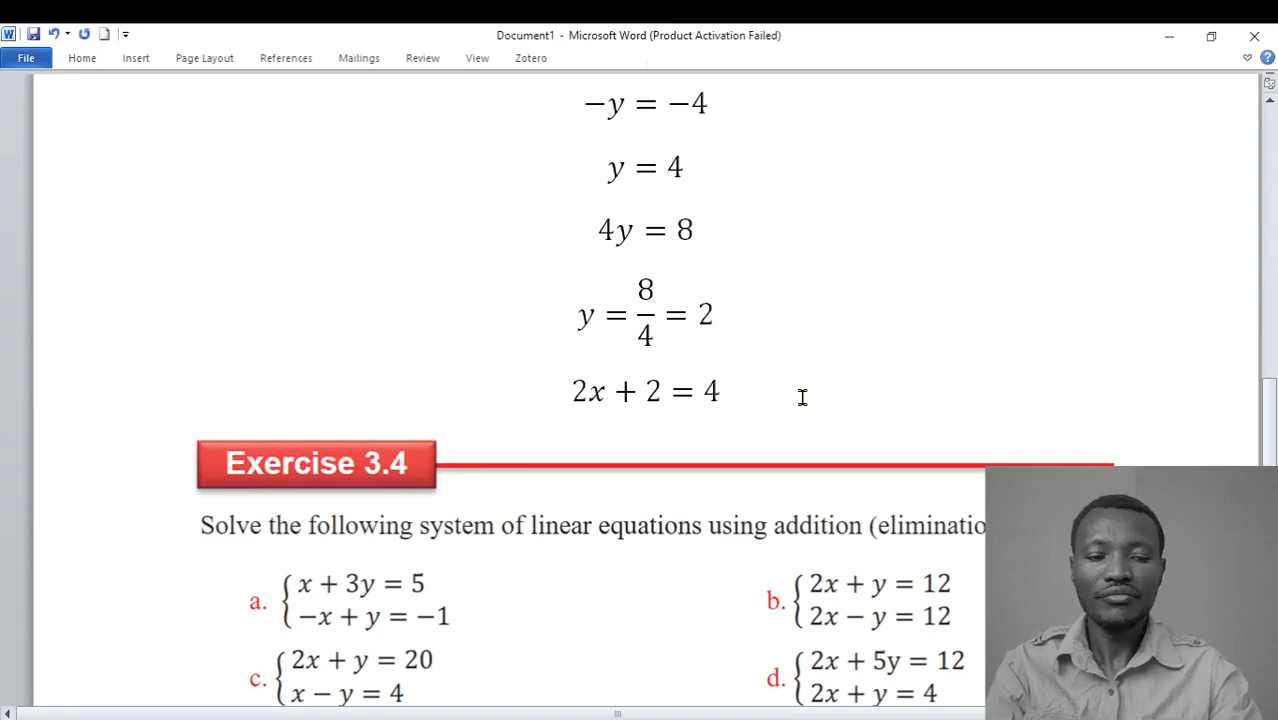 Document1 - Microsoft Word (Product Activation Failed)
File Home Insert Page Layout References Mailings Review View Zotero
−y = −4
y = 4
4y = 8
y = 8/4 = 2
2x + 2 = 4
Exercise 3.4
Solve the following system of linear equations using addition (eliminatio
a. { x + 3y = 5
−x + y = −1
b. { 2x + y = 12
2x − y = 12
c. { 2x + y = 20
x − y = 4
d. { 2x + 5y = 12
2x + y = 4